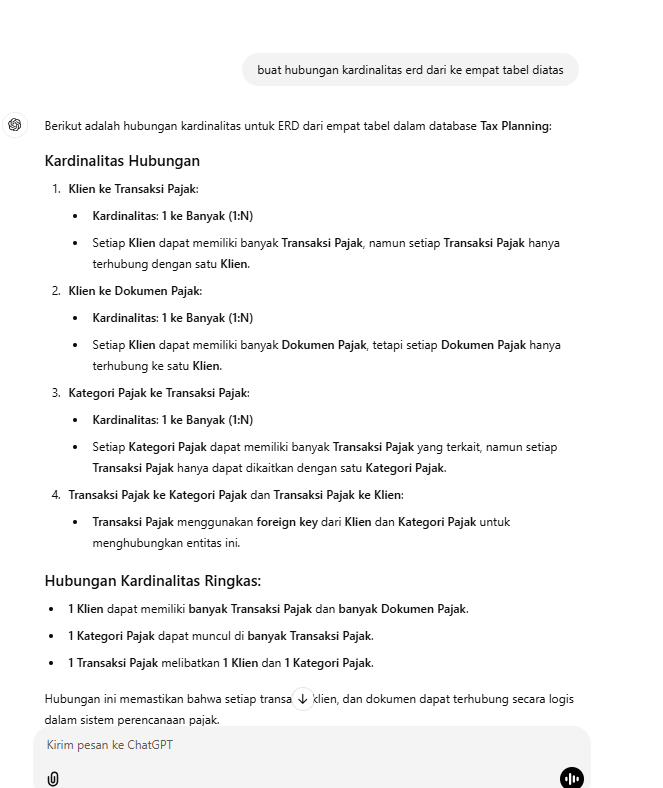 buat hubungan kardinalitas erd dari ke empat tabel diatas
Berikut adalah hubungan kardinalitas untuk ERD dari empat tabel dalam database Tax Planning:
Kardinalitas Hubungan
1. Klien ke Transaksi Pajak:
• Kardinalitas: 1 ke Banyak (1:N)
• Setiap Klien dapat memiliki banyak Transaksi Pajak, namun setiap Transaksi Pajak hanya
terhubung dengan satu Klien.
2. Klien ke Dokumen Pajak:
• Kardinalitas: 1 ke Banyak (1:N)
• Setiap Klien dapat memiliki banyak Dokumen Pajak, tetapi setiap Dokumen Pajak hanya
terhubung ke satu Klien.
3. Kategori Pajak ke Transaksi Pajak:
• Kardinalitas: 1 ke Banyak (1:N)
• Setiap Kategori Pajak dapat memiliki banyak Transaksi Pajak yang terkait, namun setiap
Transaksi Pajak hanya dapat dikaitkan dengan satu Kategori Pajak.
4. Transaksi Pajak ke Kategori Pajak dan Transaksi Pajak ke Klien:
• Transaksi Pajak menggunakan foreign key dari Klien dan Kategori Pajak untuk
menghubungkan entitas ini.
Hubungan Kardinalitas Ringkas:
• 1 Klien dapat memiliki banyak Transaksi Pajak dan banyak Dokumen Pajak.
• 1 Kategori Pajak dapat muncul di banyak Transaksi Pajak.
• 1 Transaksi Pajak melibatkan 1 Klien dan 1 Kategori Pajak.
Hubungan ini memastikan bahwa setiap klien, dan dokumen dapat terhubung secara logis
dalam sistem perencanaan pajak.
Kirim pesan ke ChatGPT